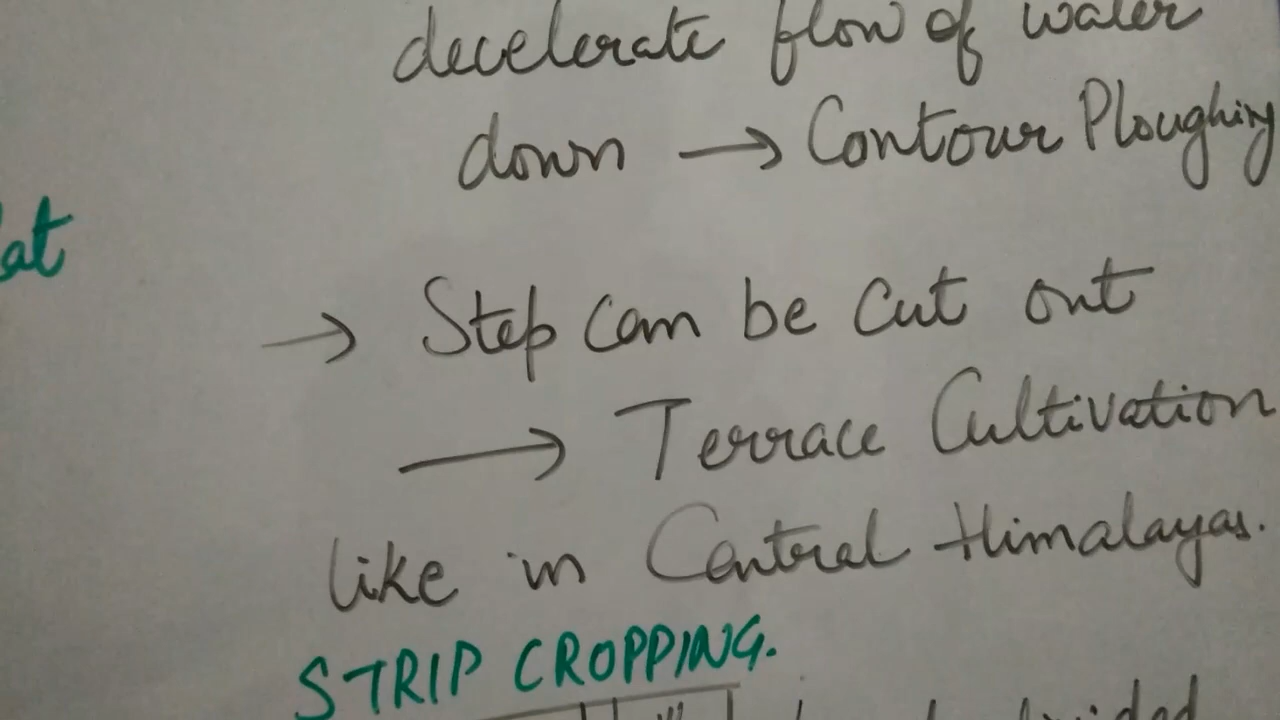 decelerate flow of water
down → Contour Ploughing
at
→ Step can be cut out
→ Terrace Cultivation
like in Central Himalayas.
STRIP CROPPING.